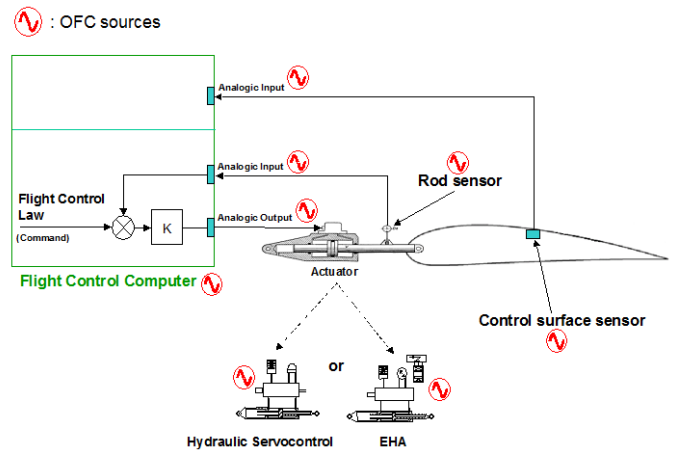 : OFC sources
Analogic Input
Analogic Input
Rod sensor
Flight Control
Law
(Command)
K
Analogic Output
Actuator
Flight Control Computer
Control surface sensor
or
Hydraulic Servocontrol
EHA